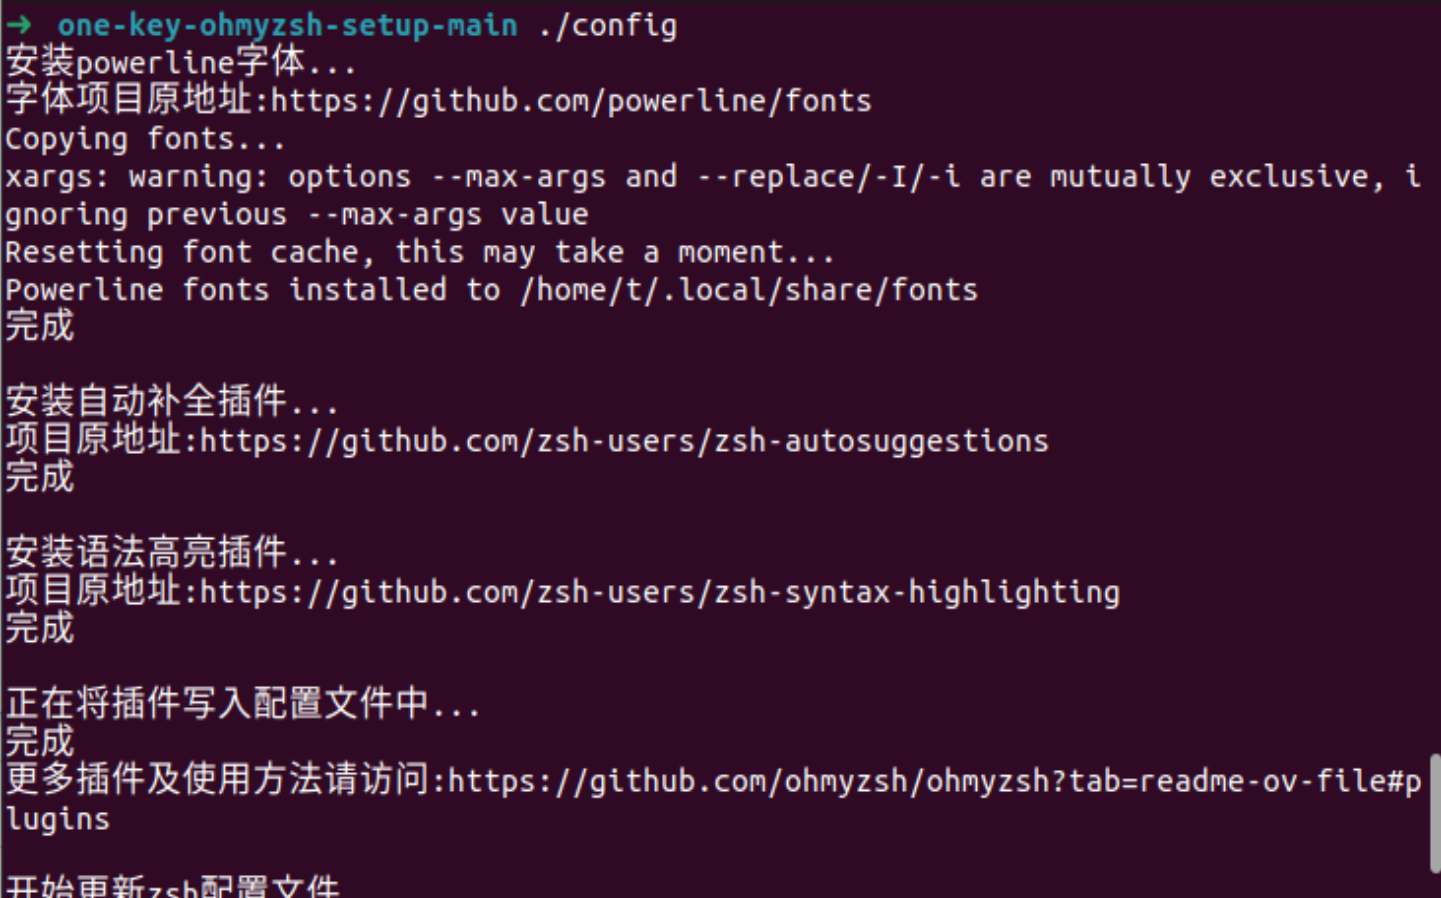 ➜ one-key-ohmyzsh-setup-main ./config
安装powerline字体...
字体项目原地址:https://github.com/powerline/fonts
Copying fonts...
xargs: warning: options --max-args and --replace/-I/-i are mutually exclusive, i
gnoring previous --max-args value
Resetting font cache, this may take a moment...
Powerline fonts installed to /home/t/.local/share/fonts
完成
安装自动补全插件...
项目原地址:https://github.com/zsh-users/zsh-autosuggestions
完成
安装语法高亮插件...
项目原地址:https://github.com/zsh-users/zsh-syntax-highlighting
完成
正在将插件写入配置文件中...
完成
更多插件及使用方法请访问:https://github.com/ohmyzsh/ohmyzsh?tab=readme-ov-file#p
lugins
开始更新zsh配置文件